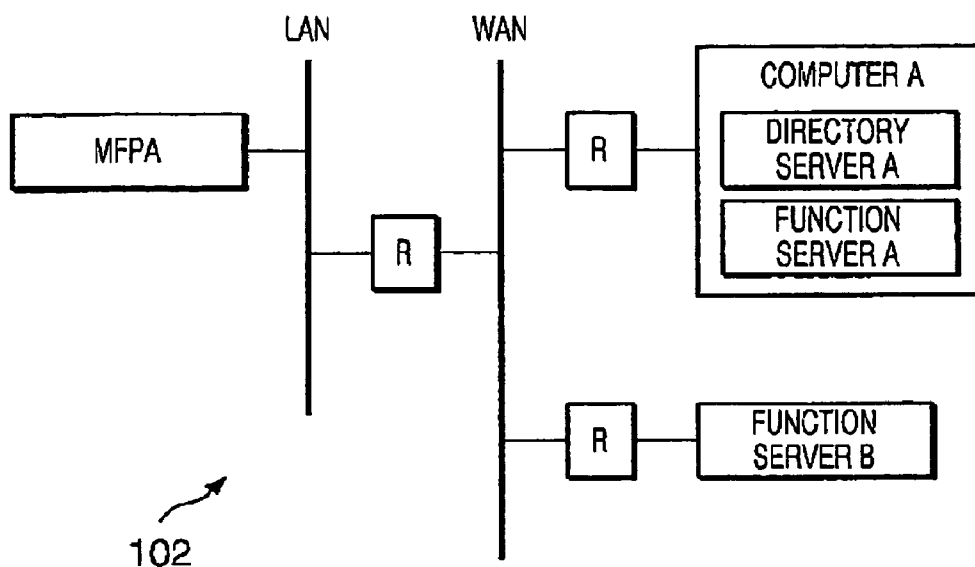 LAN
WAN
MFPA
R
R
COMPUTER A
DIRECTORY
SERVER A
FUNCTION
SERVER A
R
FUNCTION
SERVER B
102